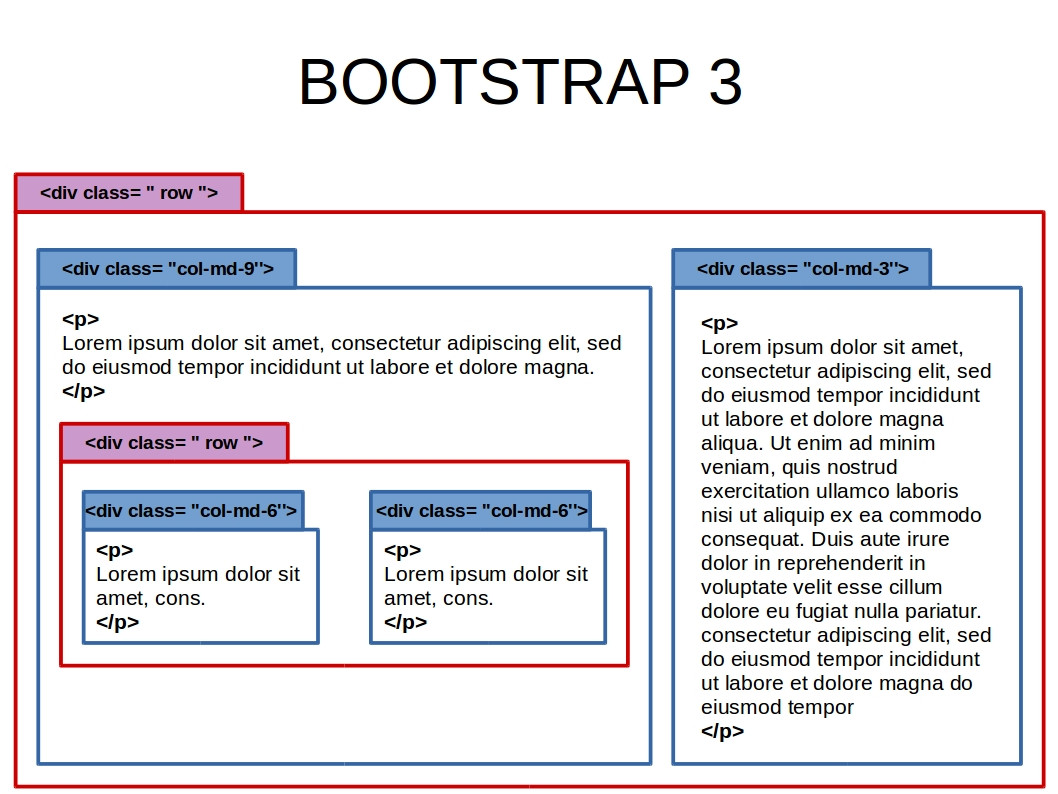 BOOTSTRAP 3
<div class= " row ">
<div class= "col-md-9''>
<p>
Lorem ipsum dolor sit amet, consectetur adipiscing elit, sed
do eiusmod tempor incididunt ut labore et dolore magna.
</p>
<div class= " row ">
<div class= "col-md-6''>
<p>
Lorem ipsum dolor sit
amet, cons.
</p>
<div class= "col-md-6''>
<p>
Lorem ipsum dolor sit
amet, cons.
</p>
<div class= "col-md-3''>
<p>
Lorem ipsum dolor sit amet,
consectetur adipiscing elit, sed
do eiusmod tempor incididunt
ut labore et dolore magna
aliqua. Ut enim ad minim
veniam, quis nostrud
exercitation ullamco laboris
nisi ut aliquip ex ea commodo
consequat. Duis aute irure
dolor in reprehenderit in
voluptate velit esse cillum
dolore eu fugiat nulla pariatur.
consectetur adipiscing elit, sed
do eiusmod tempor incididunt
ut labore et dolore magna do
eiusmod tempor
</p>